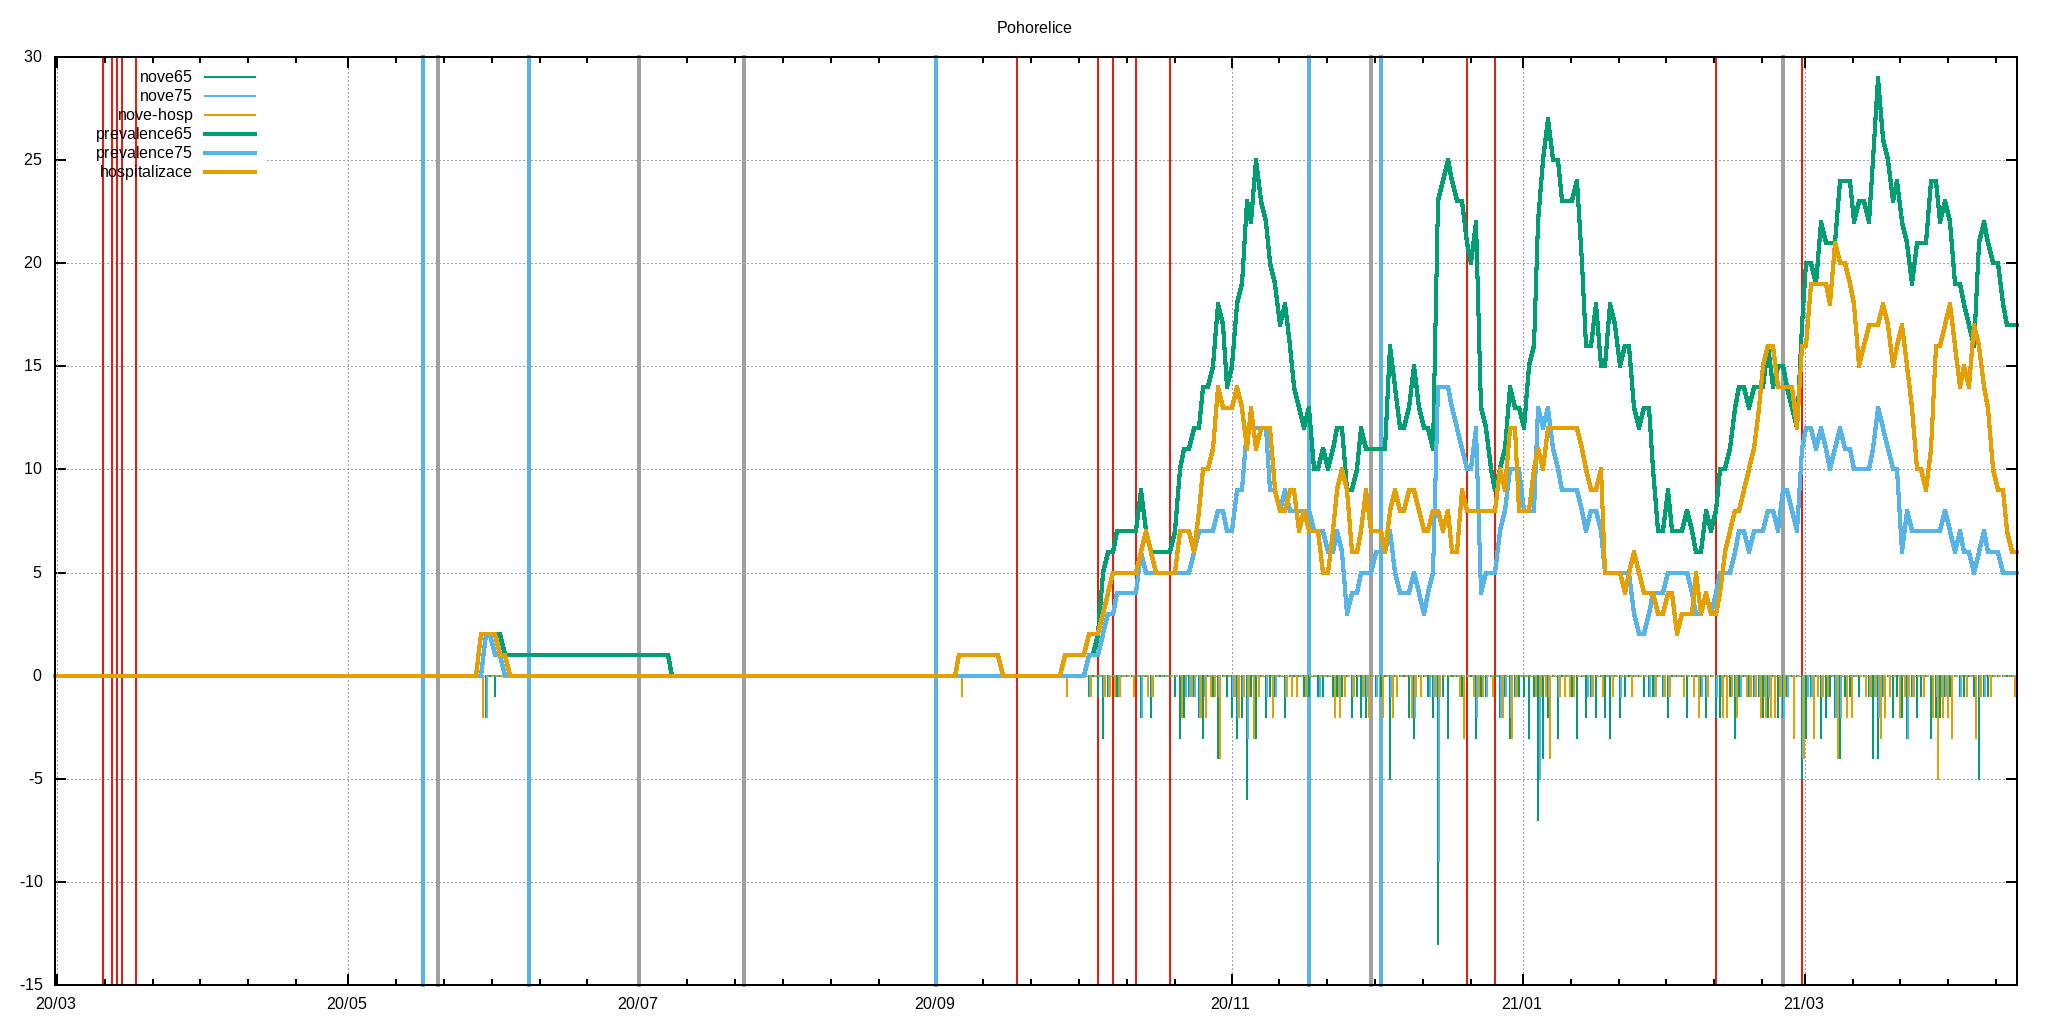 Pohorelice
30
nove65
nove75
nove-hosp
prevalence65
prevalence75
hospitalizace
25
20
15
10
5
0
-5
-10
-15
20/03 20/05 20/07 20/09 20/11 21/01 21/03